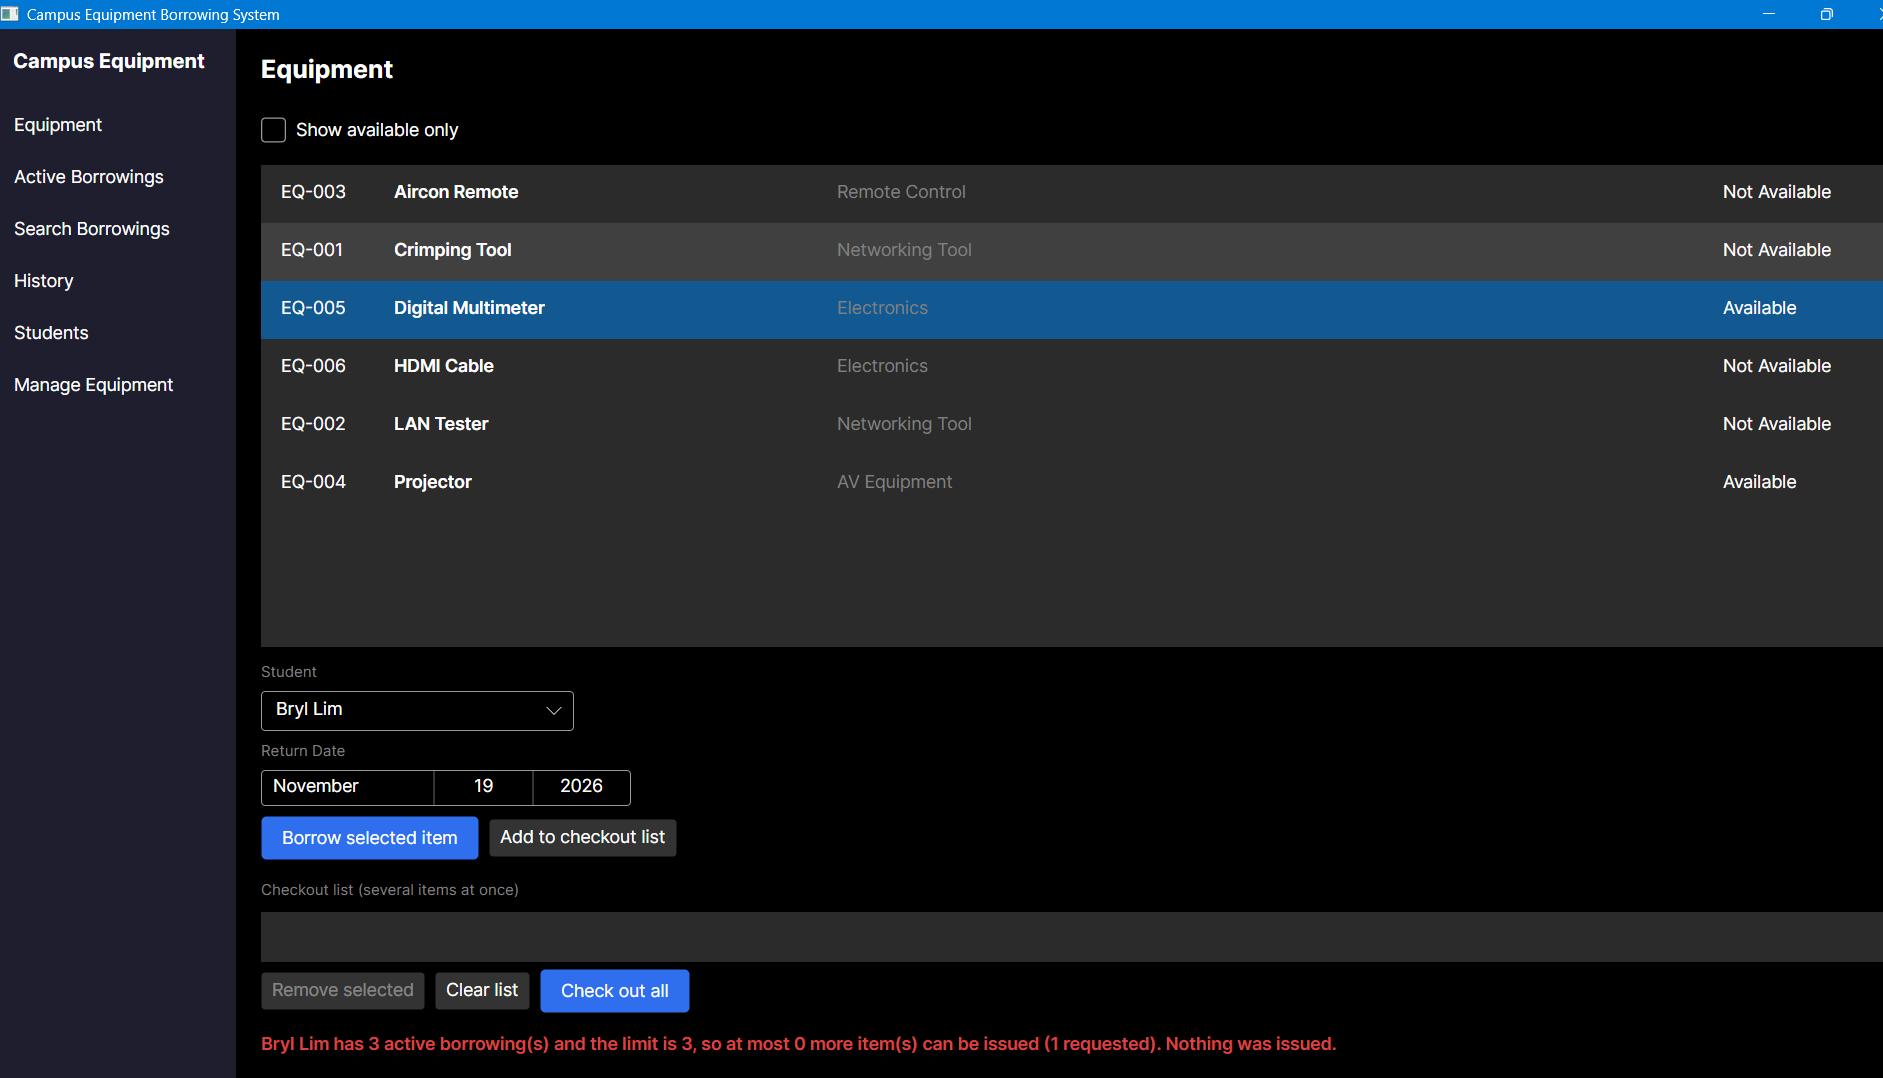 Campus Equipment Borrowing System
Campus Equipment
Equipment
Active Borrowings
Search Borrowings
History
Students
Manage Equipment
Equipment
Show available only
EQ-003 Aircon Remote Remote Control Not Available
EQ-001 Crimping Tool Networking Tool Not Available
EQ-005 Digital Multimeter Electronics Available
EQ-006 HDMI Cable Electronics Not Available
EQ-002 LAN Tester Networking Tool Not Available
EQ-004 Projector AV Equipment Available
Student
Bryl Lim
Return Date
November 19 2026
Borrow selected item Add to checkout list
Checkout list (several items at once)
Remove selected Clear list Check out all
Bryl Lim has 3 active borrowing(s) and the limit is 3, so at most 0 more item(s) can be issued (1 requested). Nothing was issued.